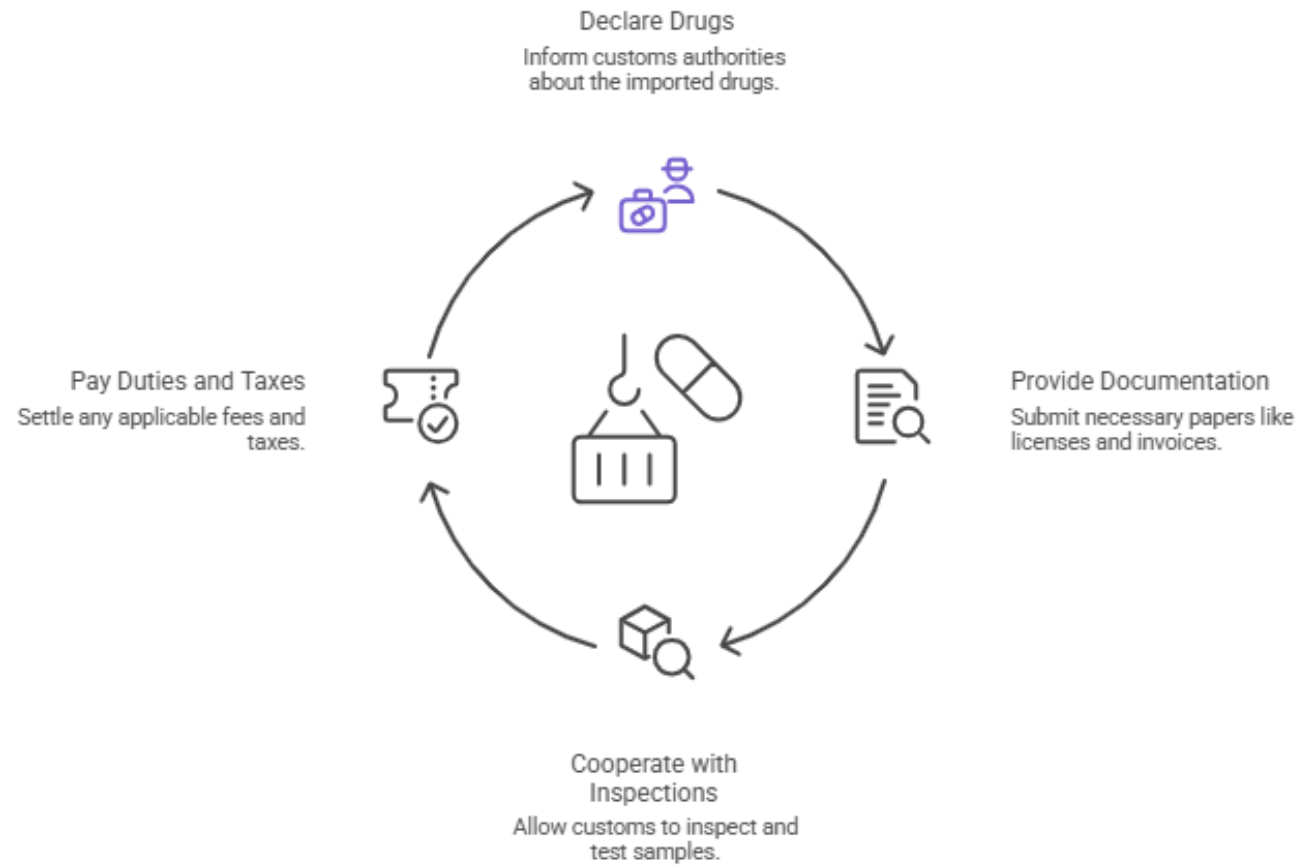 Declare Drugs
Inform customs authorities
about the imported drugs.
Pay Duties and Taxes
Settle any applicable fees and
taxes.
Provide Documentation
Submit necessary papers like
licenses and invoices.
Cooperate with
Inspections
Allow customs to inspect and
test samples.